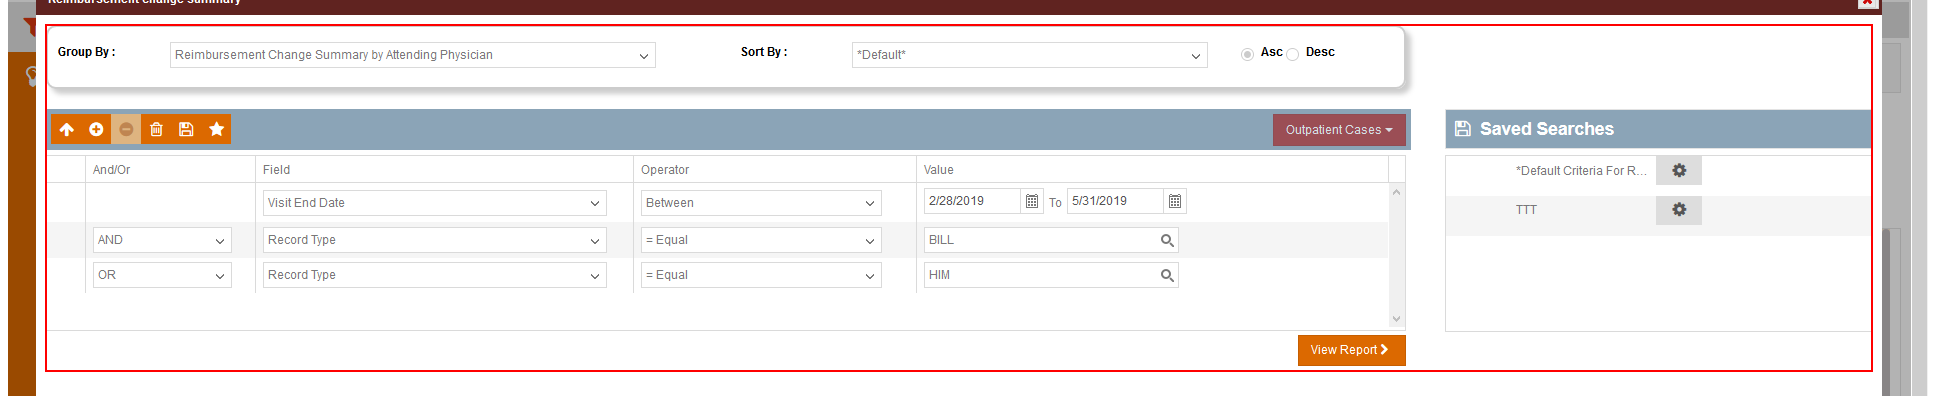 Reimbursement change summary
Group By :
Reimbursement Change Summary by Attending Physician
Sort By :
*Default*
Asc
Desc
Outpatient Cases
And/Or
Field
Operator
Value
Visit End Date
Between
2/28/2019
To
5/31/2019
AND
Record Type
= Equal
BILL
OR
Record Type
= Equal
HIM
View Report
Saved Searches
*Default Criteria For R...
TTT